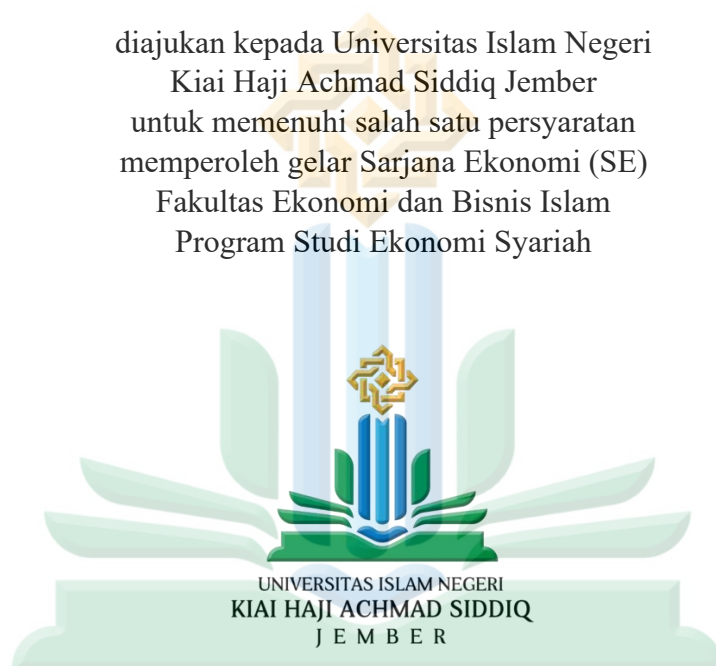 diajukan kepada Universitas Islam Negeri
Kiai Haji Achmad Siddiq Jember
untuk memenuhi salah satu persyaratan
memperoleh gelar Sarjana Ekonomi (SE)
Fakultas Ekonomi dan Bisnis Islam
Program Studi Ekonomi Syariah
UNIVERSITAS ISLAM NEGERI
KIAI HAJI ACHMAD SIDDIQ
J E M B E R